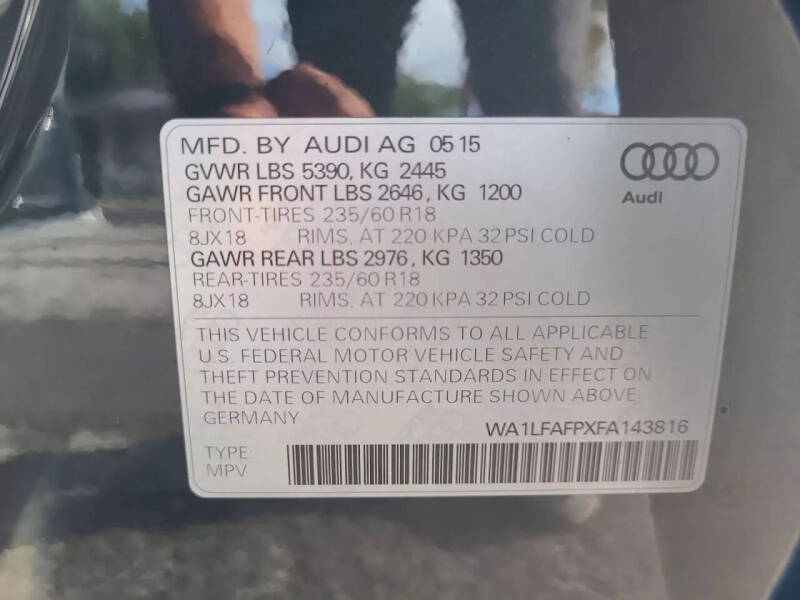 MFD. BY AUDI AG 05 15
GVWR LBS 5390, KG 2445
GAWR FRONT LBS 2646, KG 1200
FRONT-TIRES 235/60 R18
8JX18 RIMS, AT 220 KPA 32 PSI COLD
GAWR REAR LBS 2976, KG 1350
REAR-TIRES 235/60 R18
8JX18 RIMS, AT 220 KPA 32 PSI COLD
Audi
THIS VEHICLE CONFORMS TO ALL APPLICABLE
U.S. FEDERAL MOTOR VEHICLE SAFETY AND
THEFT PREVENTION STANDARDS IN EFFECT ON
THE DATE OF MANUFACTURE SHOWN ABOVE
GERMANY
WA1LFAFPXFA143816
TYPE:
MPV